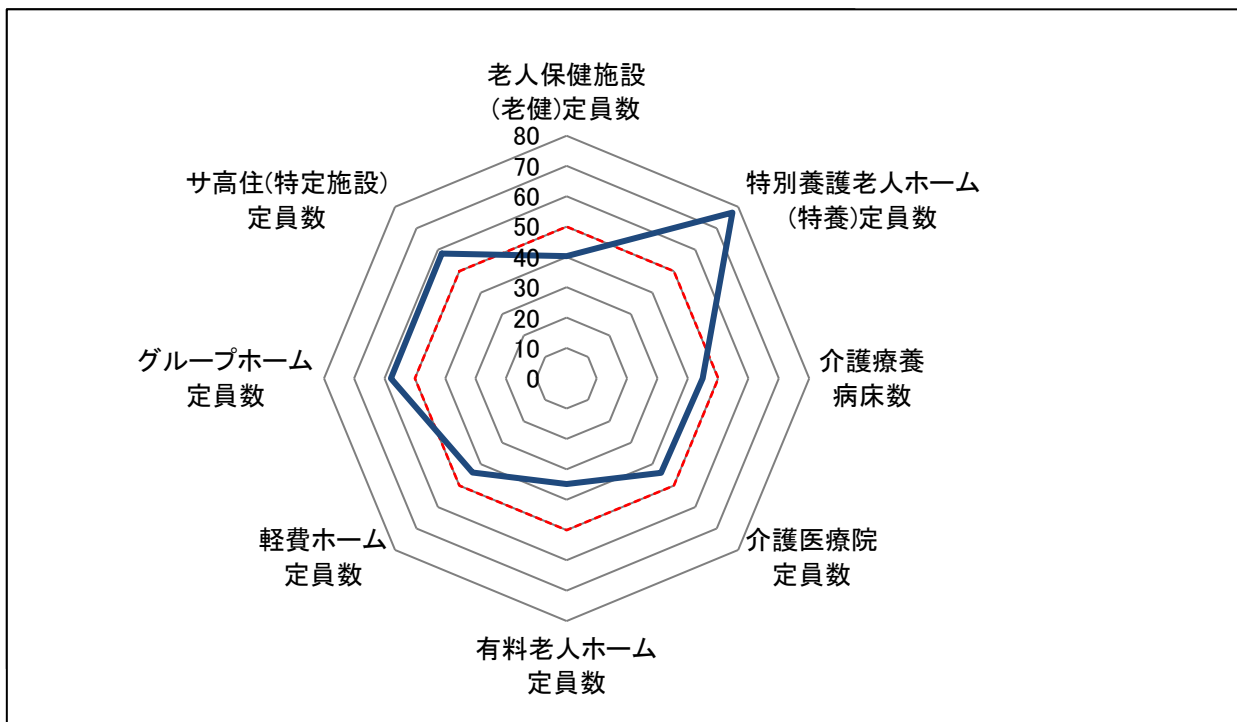 老人保健施設
(老健)定員数
80
70
60
50
40
30
20
10
0
特別養護老人ホーム
(特養)定員数
介護療養
病床数
介護医療院
定員数
有料老人ホーム
定員数
軽費ホーム
定員数
グループホーム
定員数
サ高住(特定施設)
定員数